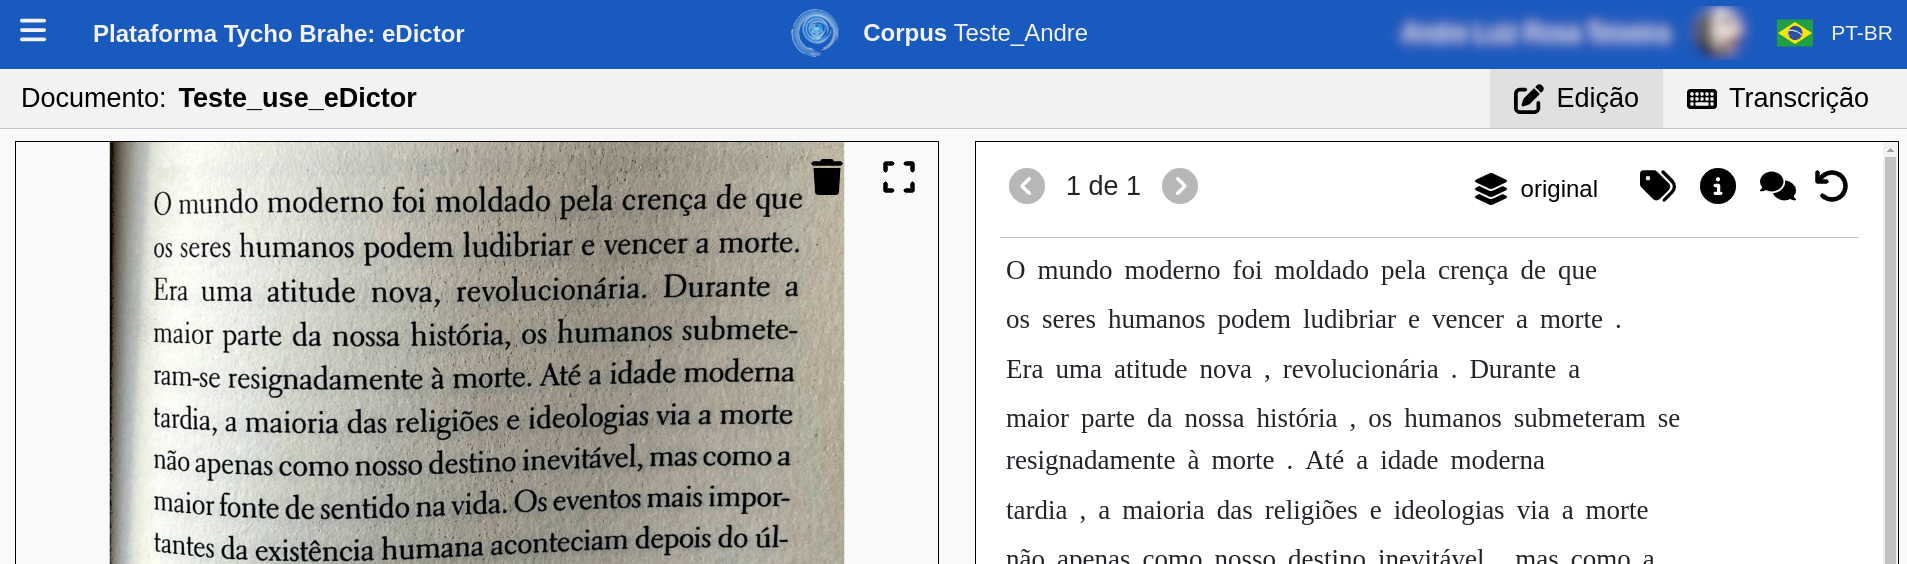 Plataforma Tycho Brahe: eDictor
Corpus Teste_Andre
PT-BR
Documento: Teste_use_eDictor
Edição
Transcrição
O mundo moderno foi moldado pela crença de que
os seres humanos podem ludibriar e vencer a morte.
Era uma atitude nova, revolucionária. Durante a
maior parte da nossa história, os humanos submete-
ram-se resignadamente à morte. Até a idade moderna
tardia, a maioria das religiões e ideologias via a morte
não apenas como nosso destino inevitável, mas como a
maior fonte de sentido na vida. Os eventos mais impor-
tantes da existência humana aconteciam depois do úl-
1 de 1
original
O mundo moderno foi moldado pela crença de que
os seres humanos podem ludibriar e vencer a morte .
Era uma atitude nova , revolucionária . Durante a
maior parte da nossa história , os humanos submeteram se
resignadamente à morte . Até a idade moderna
tardia , a maioria das religiões e ideologias via a morte
não apenas como nosso destino inevitável , mas como a